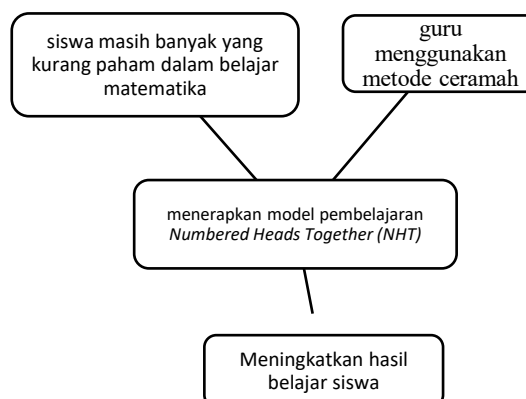 siswa masih banyak yang
kurang paham dalam belajar
matematika
guru
menggunakan
metode ceramah
menerapkan model pembelajaran
Numbered Heads Together (NHT)
Meningkatkan hasil
belajar siswa